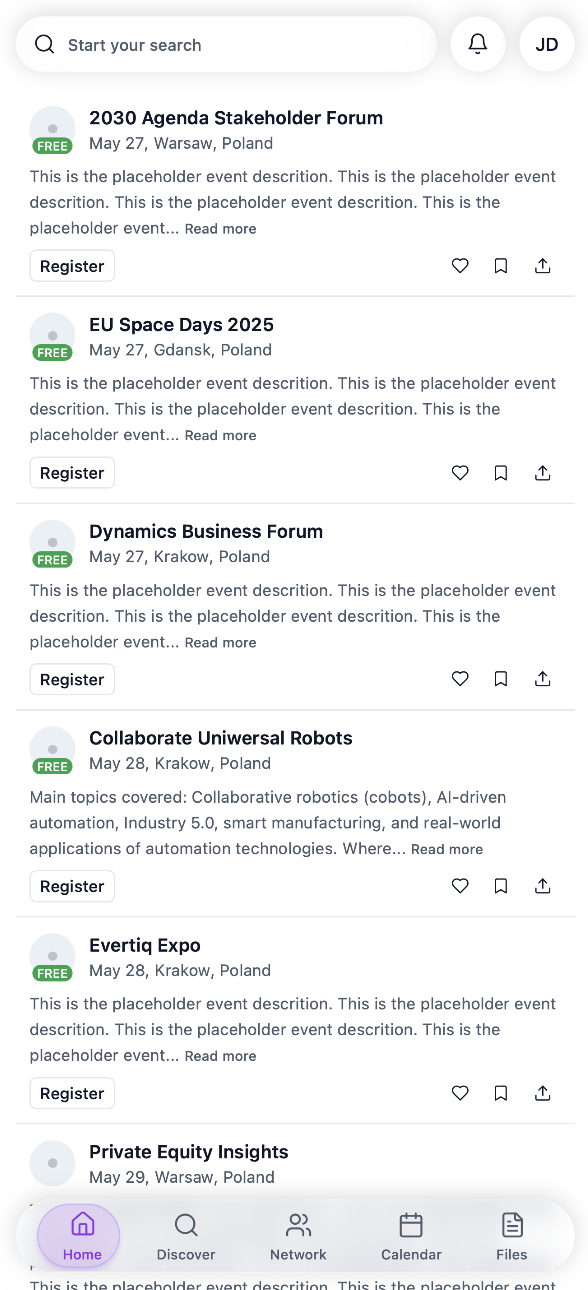 Start your search
JD
2030 Agenda Stakeholder Forum
FREE
May 27, Warsaw, Poland
This is the placeholder event descrition. This is the placeholder event
descrition. This is the placeholder event descrition. This is the
placeholder event... Read more
Register
EU Space Days 2025
FREE
May 27, Gdansk, Poland
This is the placeholder event descrition. This is the placeholder event
descrition. This is the placeholder event descrition. This is the
placeholder event... Read more
Register
Dynamics Business Forum
FREE
May 27, Krakow, Poland
This is the placeholder event descrition. This is the placeholder event
descrition. This is the placeholder event descrition. This is the
placeholder event... Read more
Register
Collaborate Uniwersal Robots
FREE
May 28, Krakow, Poland
Main topics covered: Collaborative robotics (cobots), AI-driven
automation, Industry 5.0, smart manufacturing, and real-world
applications of automation technologies. Where... Read more
Register
Evertiq Expo
FREE
May 28, Krakow, Poland
This is the placeholder event descrition. This is the placeholder event
descrition. This is the placeholder event descrition. This is the
placeholder event... Read more
Register
Private Equity Insights
May 29, Warsaw, Poland
Home
Discover
Network
Calendar
Files
This is the placeholder event descrition. This is the placeholder event